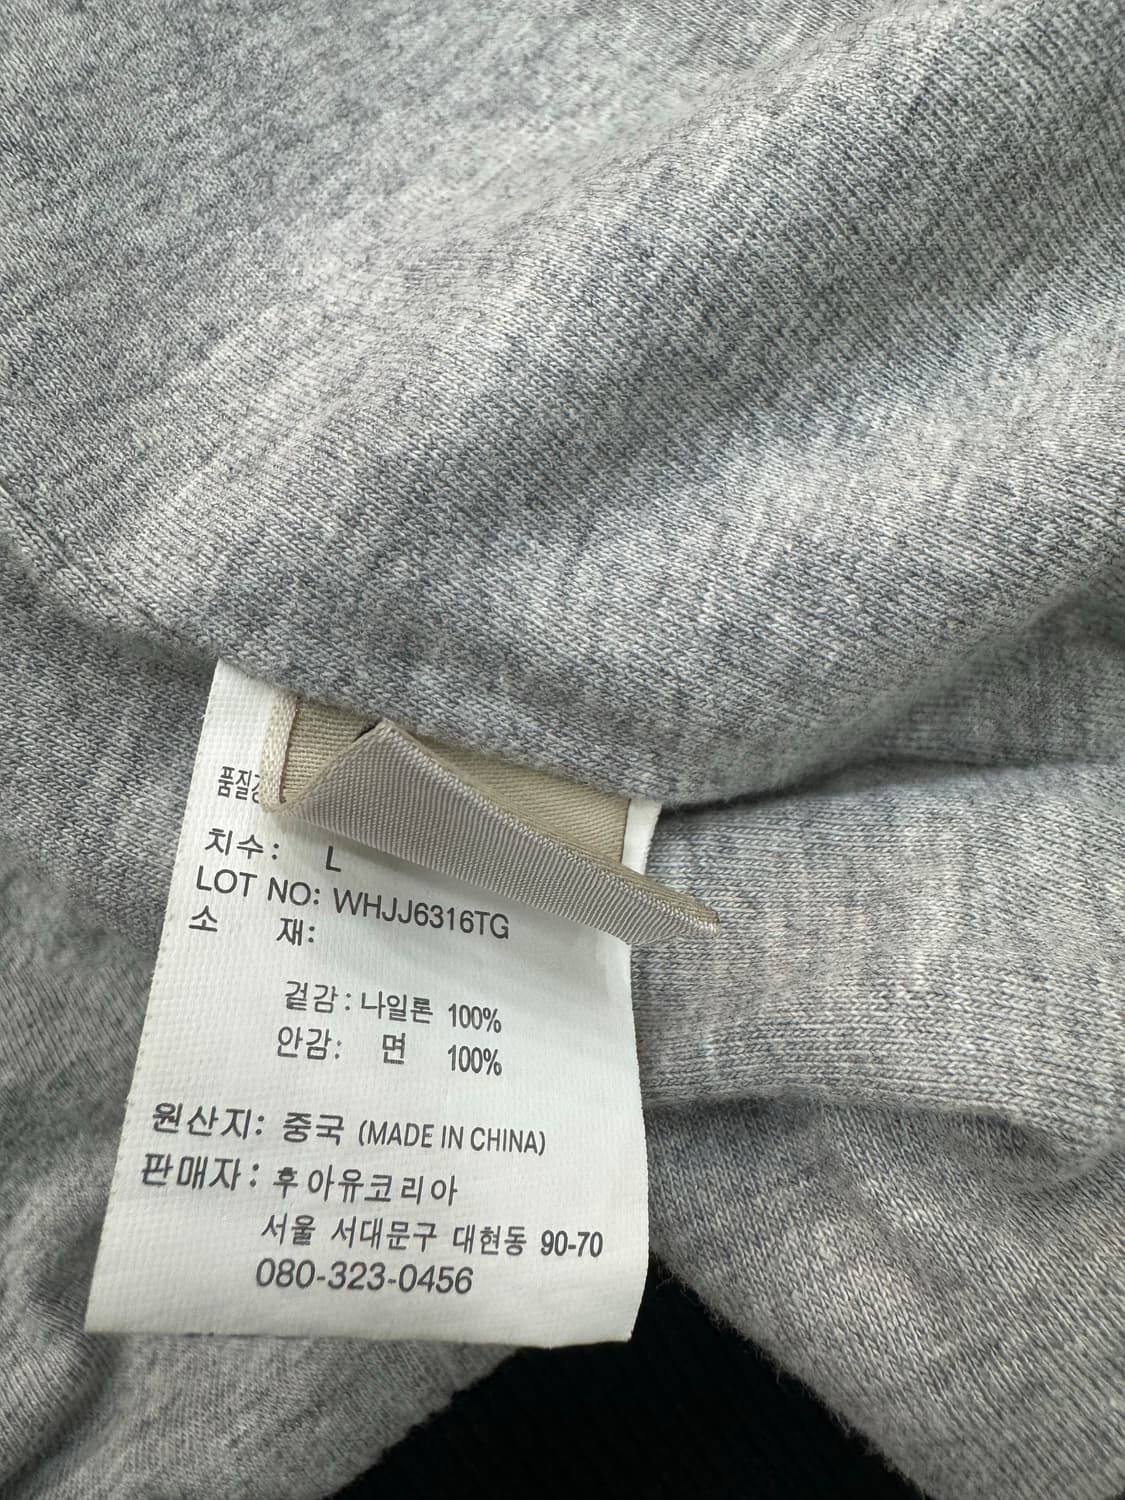 품질
치수: L
LOT NO: WHJJ6316TG
소 재:
겉감: 나일론 100%
안감: 면 100%
원산지: 중국 (MADE IN CHINA)
판매자: 후아유코리아
서울 서대문구 대현동 90-70
080-323-0456